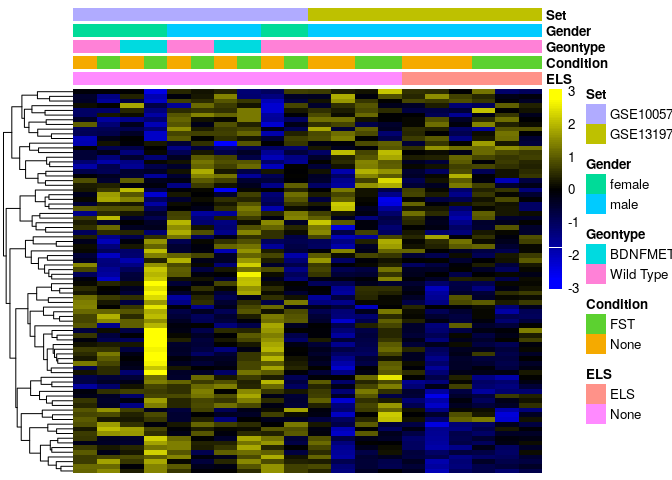 Set
Gender
Geontype
Condition
ELS
3
2
1
0
-1
-2
-3
Set
GSE10057
GSE13197
Gender
female
male
Geontype
BDNFMET
Wild Type
Condition
FST
None
ELS
ELS
None